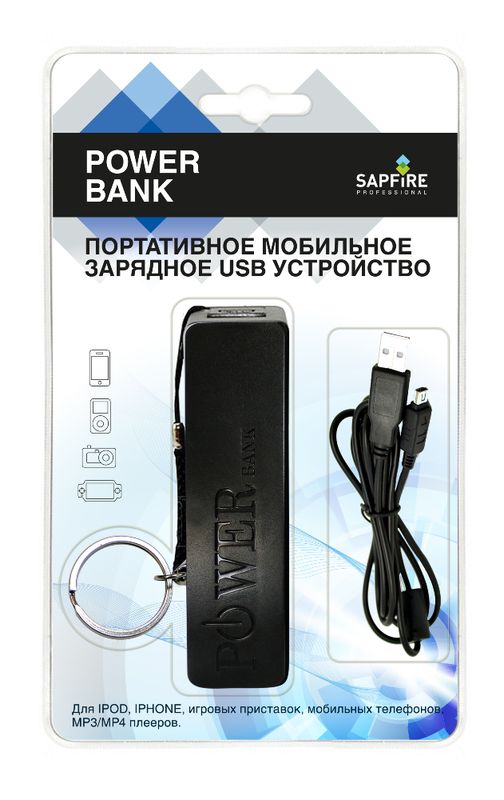 POWER
BANK
SAPFIRE
PROFESSIONAL
ПОРТАТИВНОЕ МОБИЛЬНОЕ
ЗАРЯДНОЕ USB УСТРОЙСТВО
POWER BANK
Для IPOD, IPHONE, игровых приставок, мобильных телефонов,
MP3/MP4 плееров.